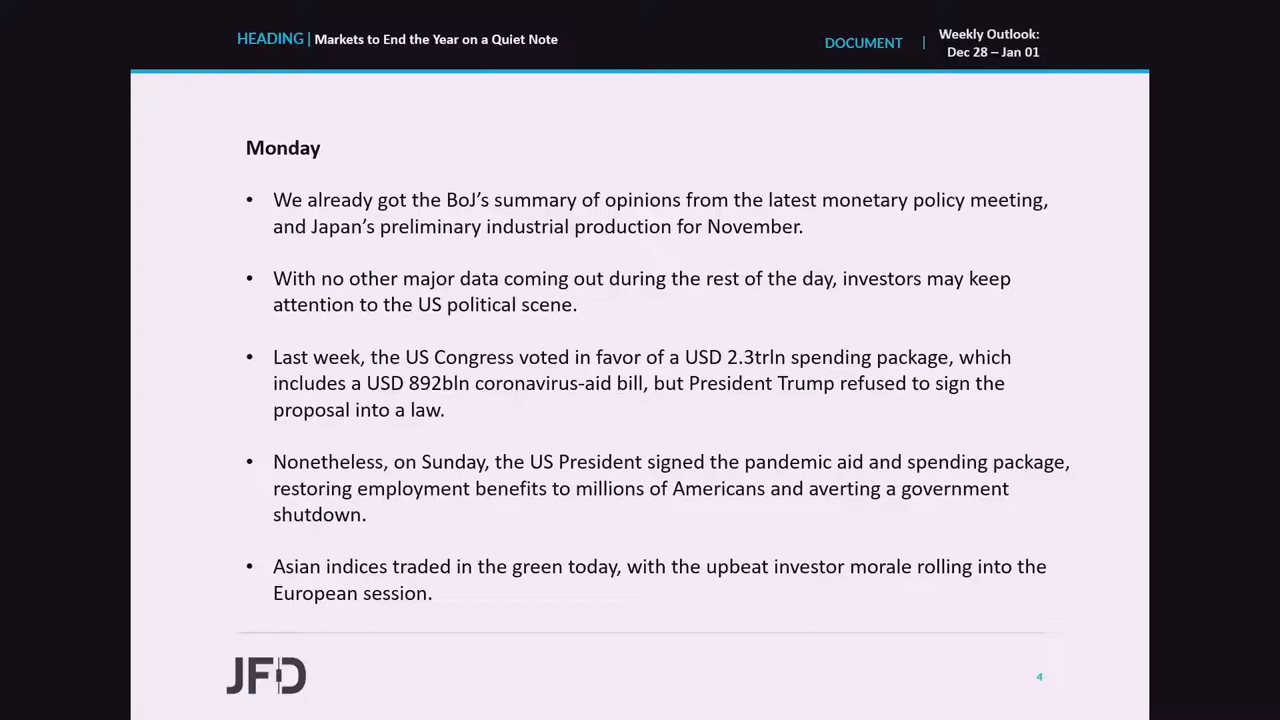 HEADING | Markets to End the Year on a Quiet Note
DOCUMENT | Weekly Outlook:
Dec 28 – Jan 01
Monday
• We already got the BoJ’s summary of opinions from the latest monetary policy meeting,
and Japan’s preliminary industrial production for November.
• With no other major data coming out during the rest of the day, investors may keep
attention to the US political scene.
• Last week, the US Congress voted in favor of a USD 2.3trln spending package, which
includes a USD 892bln coronavirus-aid bill, but President Trump refused to sign the
proposal into a law.
• Nonetheless, on Sunday, the US President signed the pandemic aid and spending package,
restoring employment benefits to millions of Americans and averting a government
shutdown.
• Asian indices traded in the green today, with the upbeat investor morale rolling into the
European session.
JFD
4